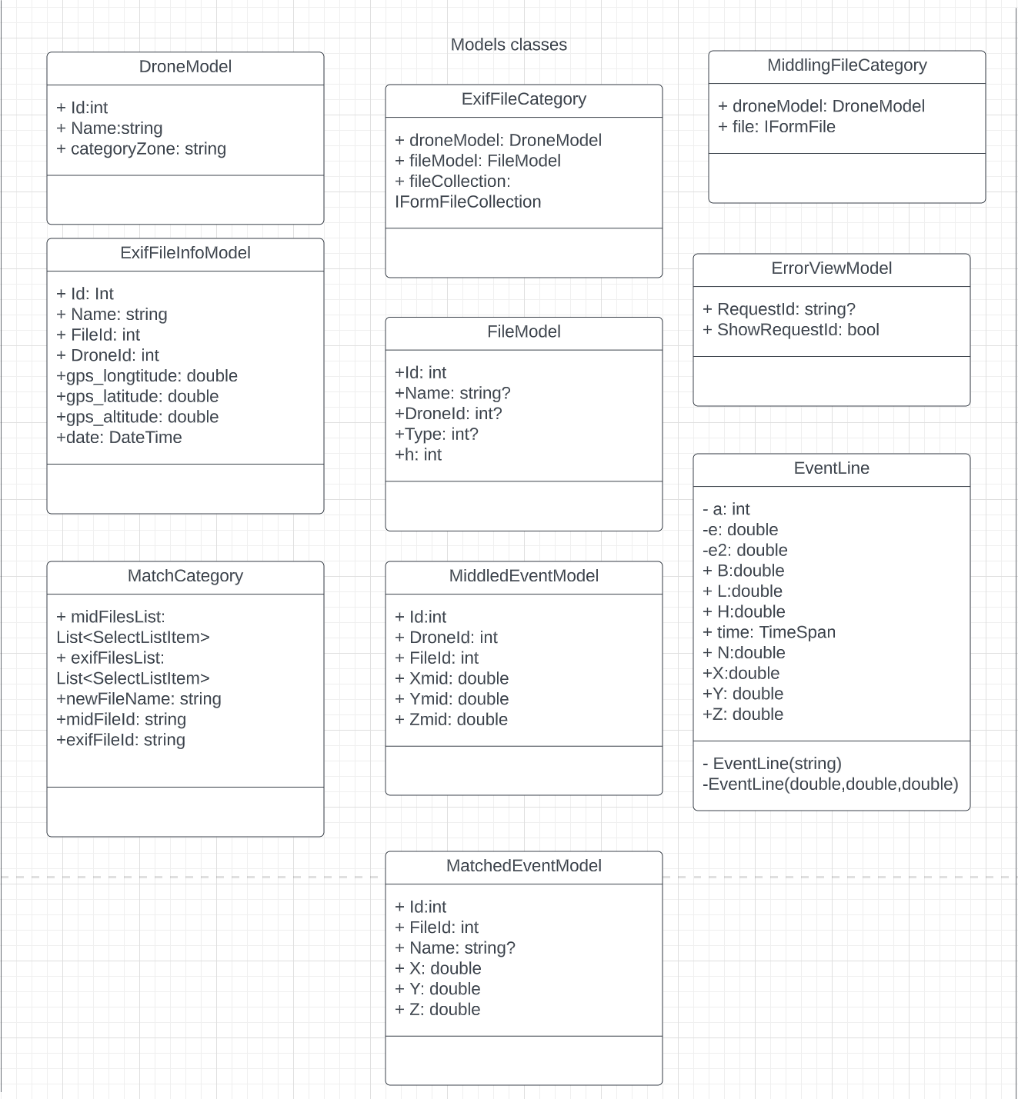 Models classes
DroneModel
+ Id:int
+ Name:string
+ categoryZone: string
ExifFileInfoModel
+ Id: Int
+ Name: string
+ FileId: int
+ DroneId: int
+gps_longtitude: double
+gps_latitude: double
+gps_altitude: double
+date: DateTime
MatchCategory
+ midFilesList:
List<SelectListItem>
+ exifFilesList:
List<SelectListItem>
+newFileName: string
+midFileId: string
+exifFileId: string
ExifFileCategory
+ droneModel: DroneModel
+ fileModel: FileModel
+ fileCollection:
IFormFileCollection
FileModel
+Id: int
+Name: string?
+DroneId: int?
+Type: int?
+h: int
MiddledEventModel
+ Id:int
+ DroneId: int
+ FileId: int
+ Xmid: double
+ Ymid: double
+ Zmid: double
MatchedEventModel
+ Id:int
+ FileId: int
+ Name: string?
+ X: double
+ Y: double
+ Z: double
MiddlingFileCategory
+ droneModel: DroneModel
+ file: IFormFile
ErrorViewModel
+ RequestId: string?
+ ShowRequestId: bool
EventLine
- a: int
-e: double
-e2: double
+ B:double
+ L:double
+ H:double
+ time: TimeSpan
+ N:double
+X:double
+Y: double
+Z: double
- EventLine(string)
-EventLine(double,double,double)